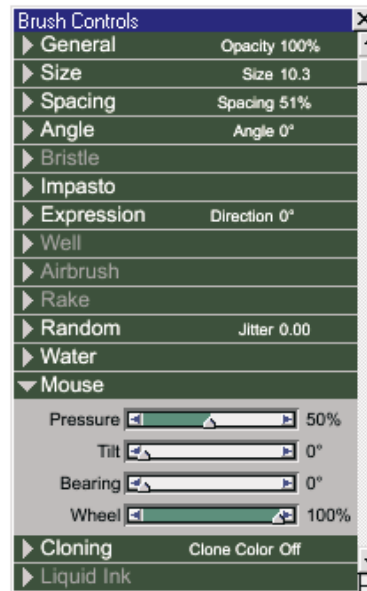 Brush Controls
General Opacity 100%
Size Size 10.3
Spacing Spacing 51%
Angle Angle 0°
Bristle
Impasto
Expression Direction 0°
Well
Airbrush
Rake
Random Jitter 0.00
Water
Mouse
Pressure 50%
Tilt 0°
Bearing 0°
Wheel 100%
Cloning Clone Color Off
Liquid Ink